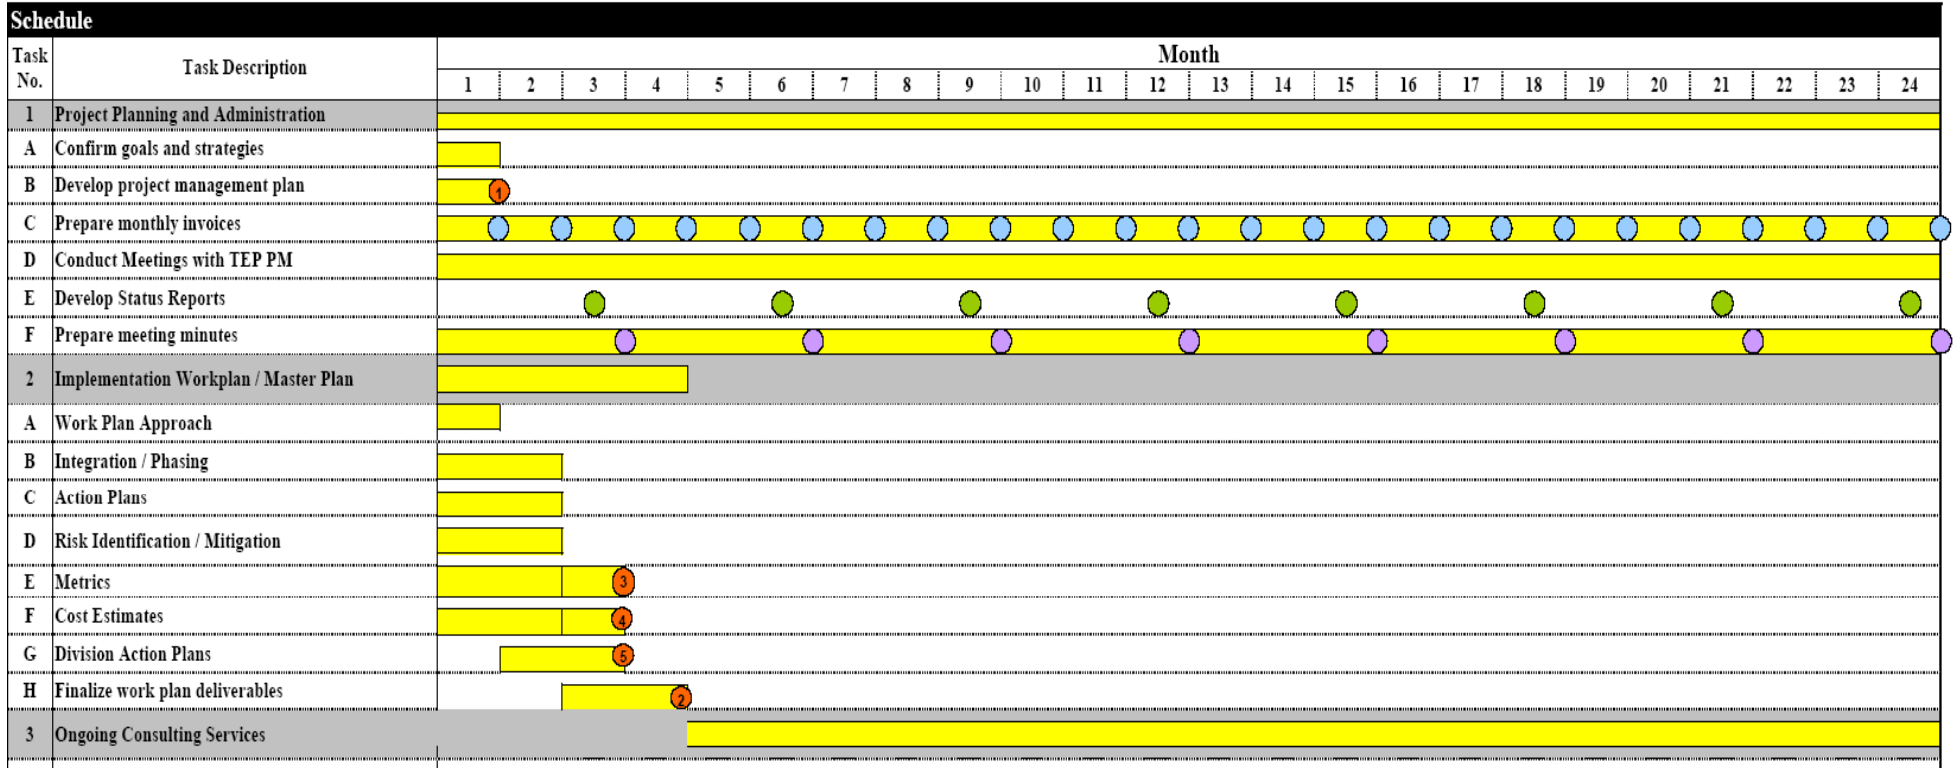 Schedule
Task No.
Task Description
Month
1 2 3 4 5 6 7 8 9 10 11 12 13 14 15 16 17 18 19 20 21 22 23 24
1 Project Planning and Administration
A Confirm goals and strategies
B Develop project management plan 1
C Prepare monthly invoices
D Conduct Meetings with TEP PM
E Develop Status Reports
F Prepare meeting minutes
2 Implementation Workplan / Master Plan
A Work Plan Approach
B Integration / Phasing
C Action Plans
D Risk Identification / Mitigation
E Metrics 3
F Cost Estimates 4
G Division Action Plans 5
H Finalize work plan deliverables 2
3 Ongoing Consulting Services